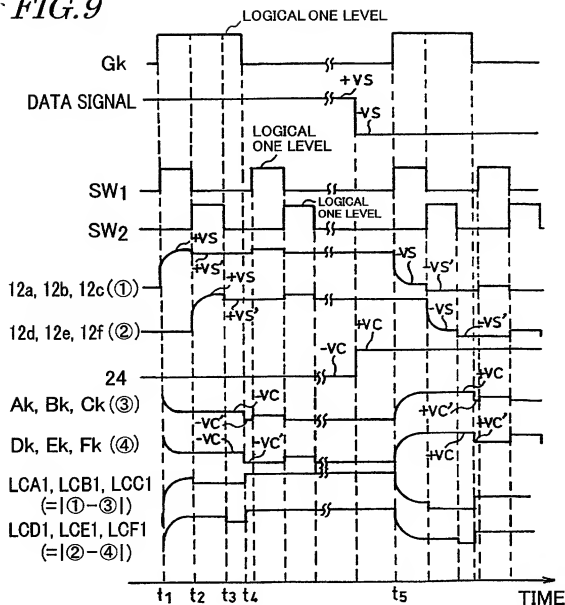 FIG.9
LOGICAL ONE LEVEL
Gk
+VS
DATA SIGNAL
-VS
LOGICAL
ONE LEVEL
SW1
LOGICAL
ONE LEVEL
SW2
+VS
+VS'
-VS
-VS'
12a, 12b, 12c(①)
+VS
+VS'
-VS
-VS'
12d, 12e, 12f(②)
+VC
-VC
24
-VC
+VC
Ak, Bk, Ck(③)
-VC'
+VC'
-VC
-VC'
+VC'
Dk, Ek, Fk(④)
+VC
LCA1, LCB1, LCC1
(=|①-③|)
LCD1, LCE1, LCF1
(=|②-④|)
t1 t2 t3 t4 t5 TIME